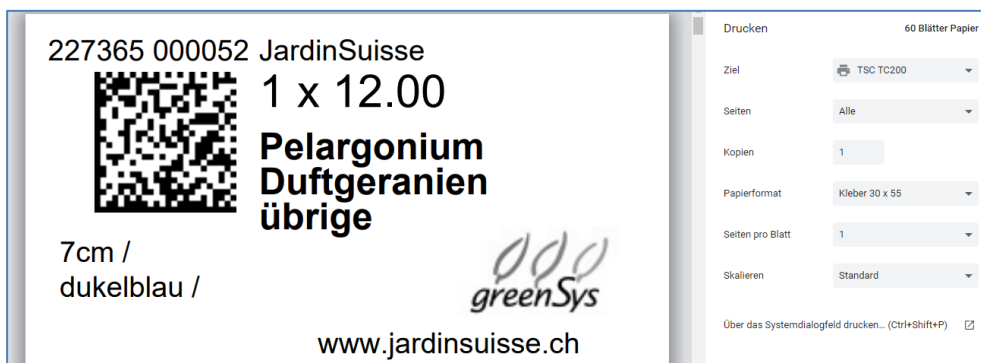 227365 000052 JardinSuisse
1 x 12.00
Pelargonium
Duftgeranien
übrige
7cm /
dukelblau /
greenSys
www.jardinsuisse.ch
Drucken 60 Blätter Papier
Ziel TSC TC200
Seiten Alle
Kopien 1
Papierformat Kleber 30 x 55
Seiten pro Blatt 1
Skalieren Standard
Über das Systemdialogfeld drucken... (Ctrl+Shift+P)